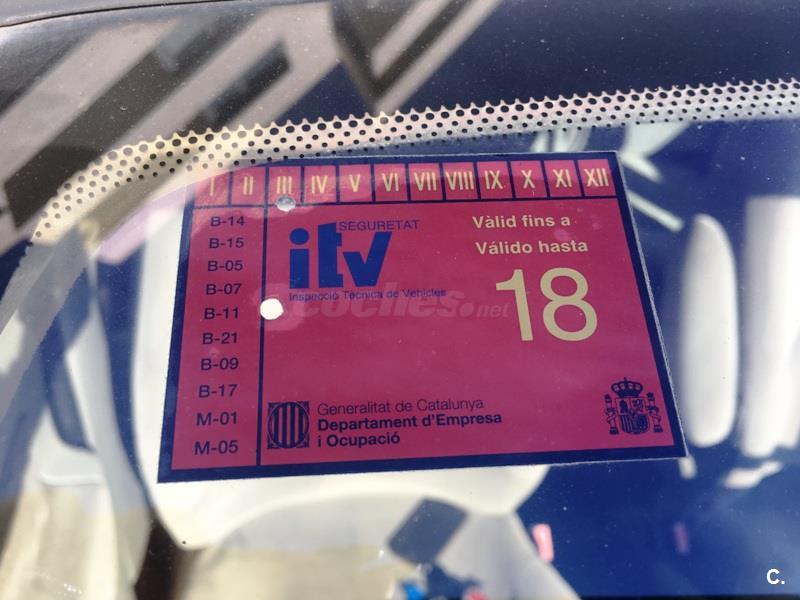 I II III IV V VI VII VIII IX X XI XII
B-14
B-15
B-05
B-07
B-11
B-21
B-09
B-17
M-01
M-05
SEGURETAT
itv
Inspecció Tècnica de Vehicles
Vàlid fins a
Válido hasta
18
coches.net
Generalitat de Catalunya
Departament d'Empresa
i Ocupació
C.